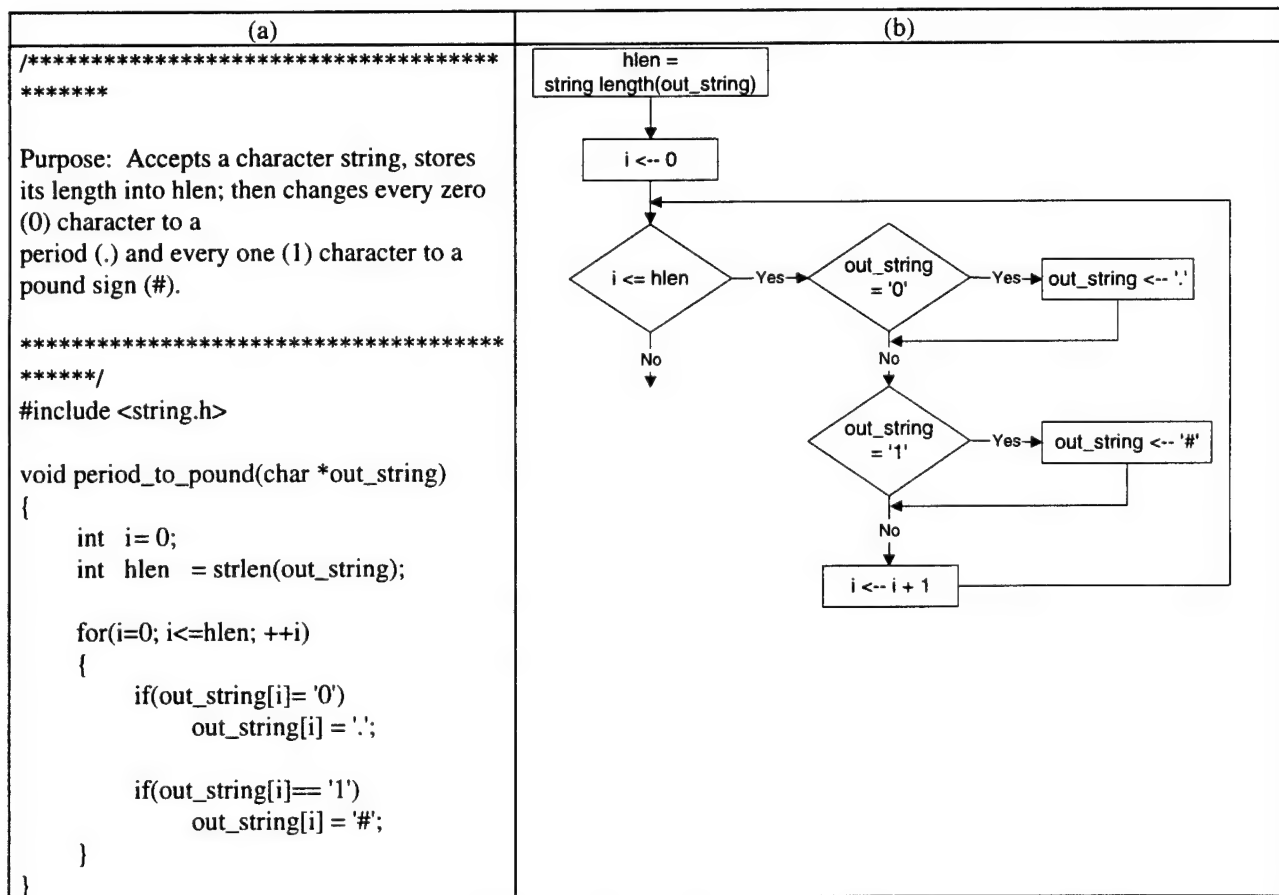 (a)
(b)
/*************************************
*******
Purpose: Accepts a character string, stores
its length into hlen; then changes every zero
(0) character to a
period (.) and every one (1) character to a
pound sign (#).
**************************************
******/
#include <string.h>
void period_to_pound(char *out_string)
{
int i= 0;
int hlen = strlen(out_string);
for(i=0; i<=hlen; ++i)
{
if(out_string[i]= '0')
out_string[i] = '.';
if(out_string[i]== '1')
out_string[i] = '#';
}
}
hlen =
string length(out_string)
i <-- 0
i <= hlen
Yes
out_string
= '0'
Yes
out_string <-- '.'
No
No
out_string
= '1'
Yes
out_string <-- '#'
No
i <-- i + 1